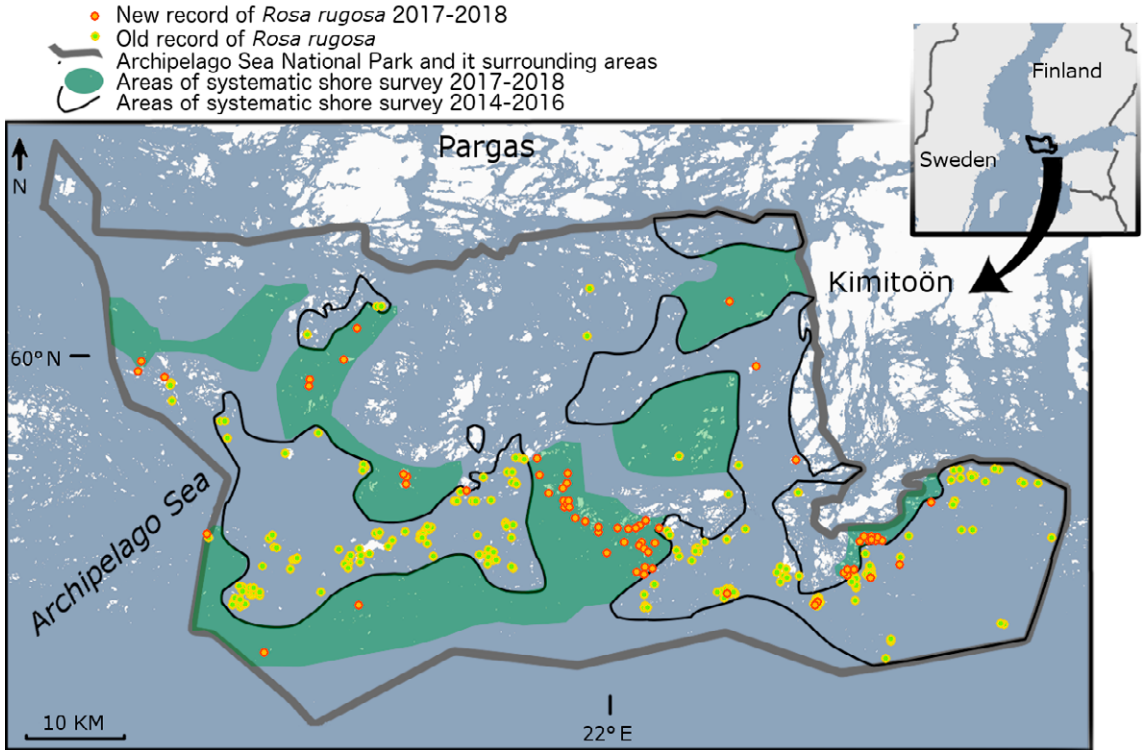 New record of Rosa rugosa 2017-2018
Old record of Rosa rugosa
Archipelago Sea National Park and it surrounding areas
Areas of systematic shore survey 2017-2018
Areas of systematic shore survey 2014-2016
Finland
Sweden
Pargas
N
Kimitoön
60° N
Archipelago Sea
10 KM
22° E